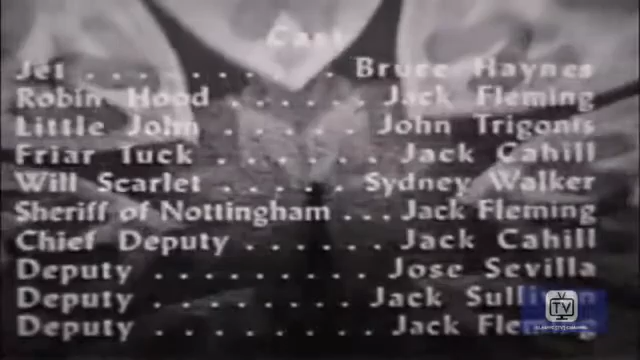 Cast
Jet . . . . . . . . . Bruce Haynes
Robin Hood . . . . . . Jack Fleming
Little John . . . . . John Trigonis
Friar Tuck . . . . . . Jack Cahill
Will Scarlet . . . . . Sydney Walker
Sheriff of Nottingham . . . Jack Fleming
Chief Deputy . . . . . . Jack Cahill
Deputy . . . . . . . . . Jose Sevilla
Deputy . . . . . . . . Jack Sullivan
Deputy . . . . . . . . . Jack Fleming
TV
CLASSIC CHANNEL